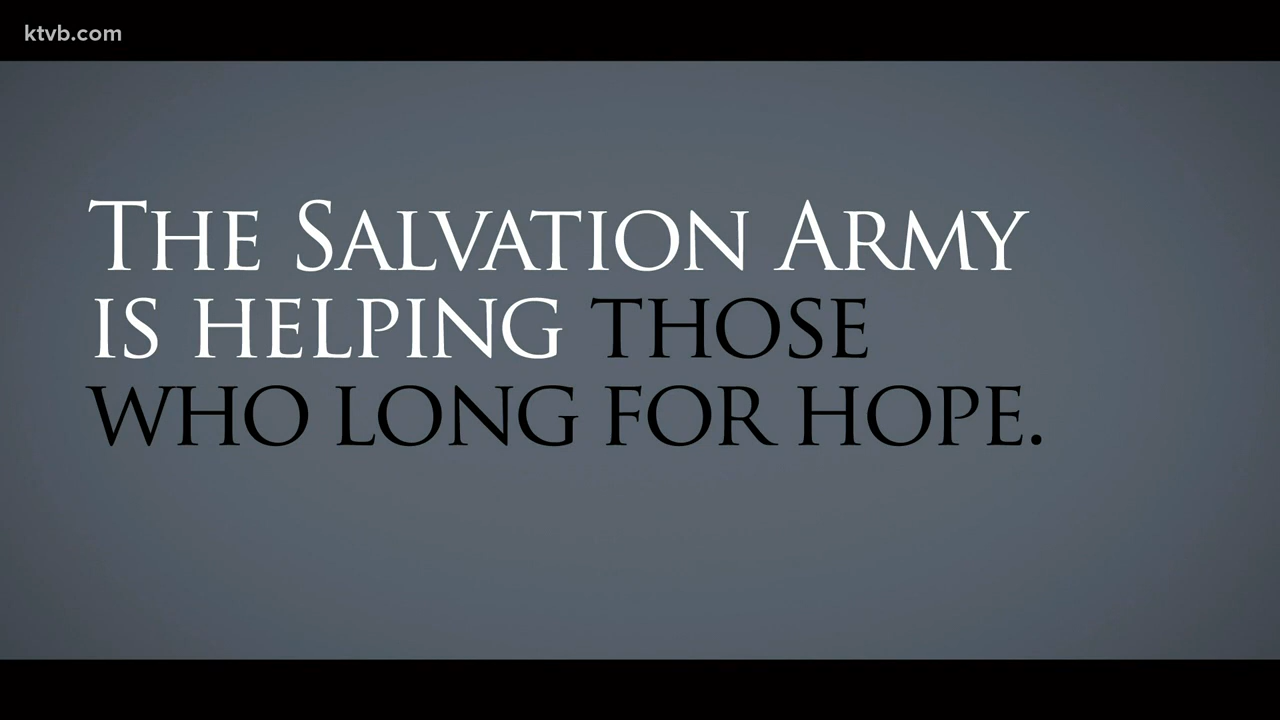 ktvb.com
THE SALVATION ARMY
IS HELPING THOSE
WHO LONG FOR HOPE.